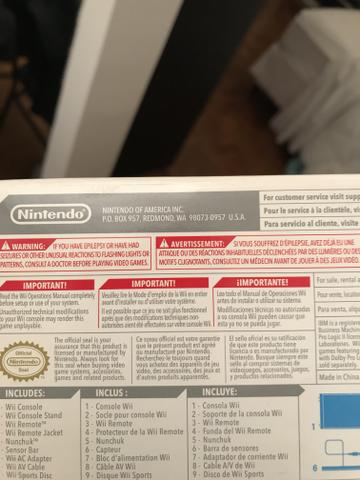 Nintendo
NINTENDO OF AMERICA INC.
P.O. BOX 957, REDMOND, WA 98073-0957 U.S.A.
For customer service visit supp
Pour le service à la clientèle, vi
Para servicio al cliente, visite
WARNING: IF YOU HAVE EPILEPSY OR HAVE HAD
SEIZURES OR OTHER UNUSUAL REACTIONS TO FLASHING LIGHTS OR
PATTERNS, CONSULT A DOCTOR BEFORE PLAYING VIDEO GAMES.
AVERTISSEMENT: SI VOUS SOUFFREZ D'ÉPILEPSIE, AVEZ DÉJÀ EU UNE
ATTAQUE OU DES RÉACTIONS INHABITUELLES DÉCLENCHÉES PAR DES LUMIÈRES OU DES
MOTIFS CLIGNOTANTS, CONSULTEZ UN MÉDECIN AVANT DE JOUER À DES JEUX VIDÉO.
IMPORTANT!
Read the Wii Operations Manual completely
before setup or use of your system.
Unauthorized technical modifications
to your Wii console may render this
game unplayable.
IMPORTANT!
Veuillez lire le Mode d'emploi de la Wii en entier
avant d'installer ou d'utiliser votre système.
Il est possible que ce jeu ne soit plus fonctionnel
après que des modifications techniques non
autorisées aient été effectuées sur votre console Wii.
¡IMPORTANTE!
Lea todo el Manual de Operaciones Wii
antes de instalar o utilizar su sistema.
Modificaciones técnicas no autorizadas
a su consola Wii pueden causar que
esta ya no se pueda jugar.
For sale, rental a
Pour vente, locati
Para venta, alqui
Official
Nintendo
Seal
The official seal is your
assurance that this product is
licensed or manufactured by
Nintendo. Always look for
this seal when buying video
game systems, accessories,
games and related products.
Ce sceau officiel est votre garantie
que le présent produit est agréé
ou manufacturé par Nintendo.
Recherchez-le toujours quand
vous achetez des appareils de jeu
vidéo, des accessoires, des jeux et
d'autres produits apparentés.
El sello oficial es su ratificación
de que este producto tiene
licencia o es manufacturado por
Nintendo. Busque siempre este
sello al comprar sistemas de
videojuegos, accesorios, juegos,
y productos relacionados.
IBM is a registere
Business Machine
Pro Logic II licens
Laboratories. Wii
games featuring
with Dolby Pro L
sold separately.
Made in China.
INCLUDES:
Wii Console
Wii Console Stand
Wii Remote™
Wii Remote Jacket
Nunchuk™
Sensor Bar
Wii AC Adapter
Wii AV Cable
Wii Sports Disc
INCLUS :
1 - Console Wii
2 - Socle pour console Wii
3 - Wii Remote
4 - Protecteur de la Wii Remote
5 - Nunchuk
6 - Capteur
7 - Bloc d'alimentation Wii
8 - Câble AV Wii
9 - Disque Wii Sports
INCLUYE:
1 - Consola Wii
2 - Soporte de la consola Wii
3 - Wii Remote
4 - Funda del Wii Remote
5 - Nunchuk
6 - Barra de sensores
7 - Adaptador de corriente Wii
8 - Cable A/V de Wii
9 - Disco Wii Sports
1
6